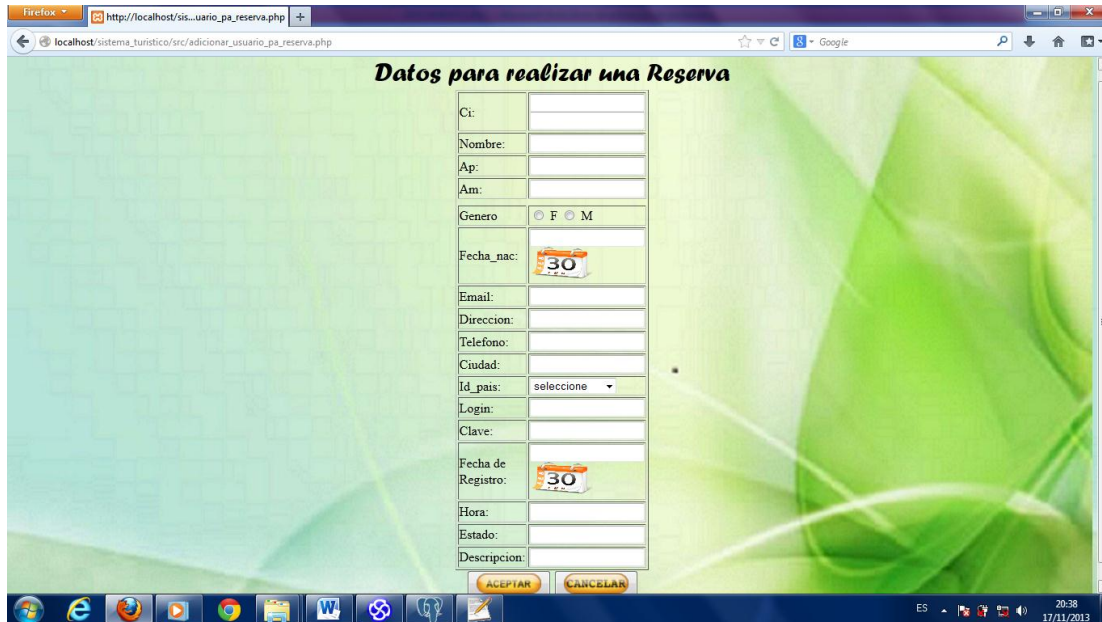 Firefox
http://localhost/sis...uario_pa_reserva.php
localhost/sistema_turistico/src/adicionar_usuario_pa_reserva.php
Google
Datos para realizar una Reserva
Ci:
Nombre:
Ap:
Am:
Genero F M
Fecha_nac:
30
Email:
Direccion:
Telefono:
Ciudad:
Id_pais: seleccione
Login:
Clave:
Fecha de
Registro:
30
Hora:
Estado:
Descripcion:
ACEPTAR CANCELAR
ES
20:38
17/11/2013